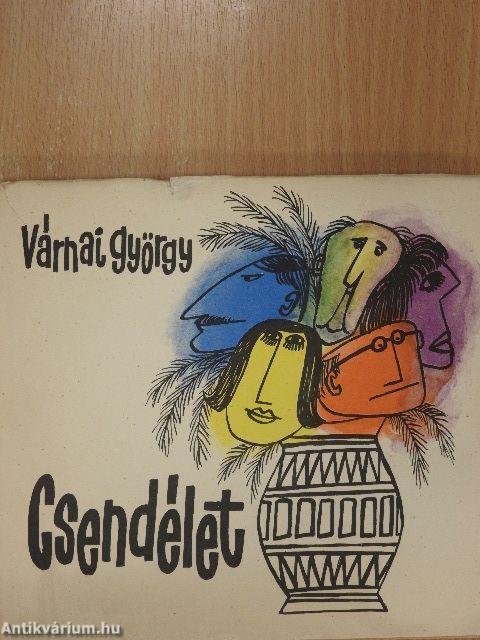 Várnai györgy
Csendélet
Antikvárium.hu